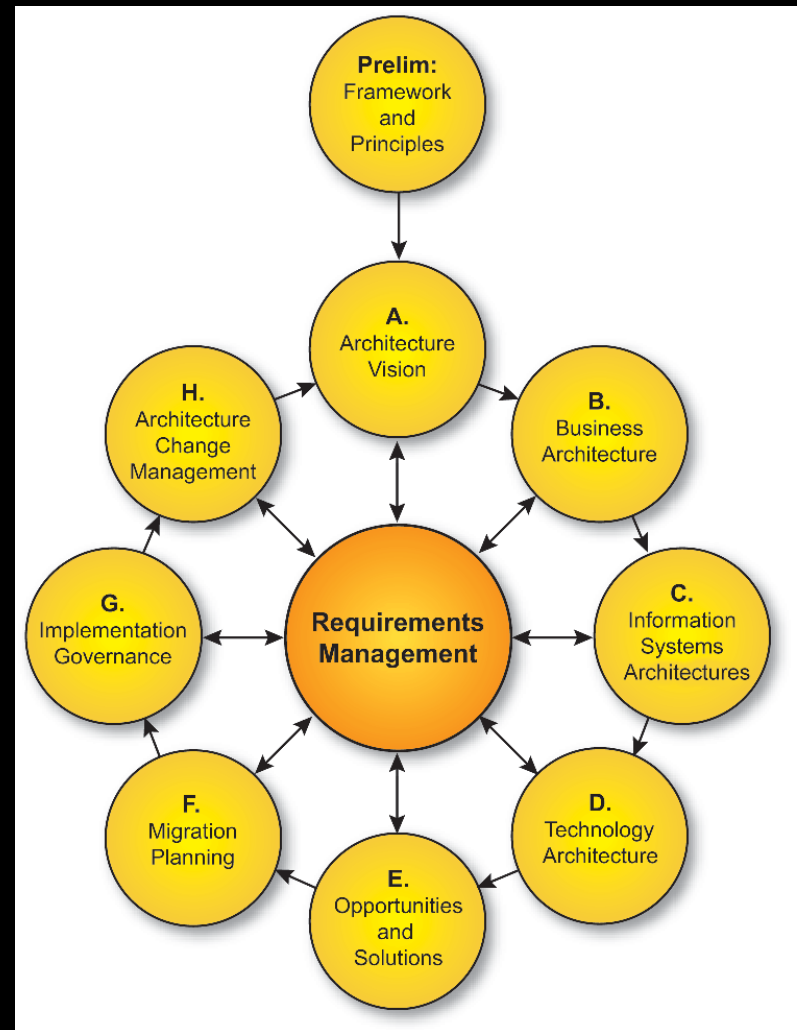 Prelim:
Framework
and
Principles
A.
Architecture
Vision
B.
Business
Architecture
C.
Information
Systems
Architectures
D.
Technology
Architecture
E.
Opportunities
and
Solutions
F.
Migration
Planning
G.
Implementation
Governance
H.
Architecture
Change
Management
Requirements
Management